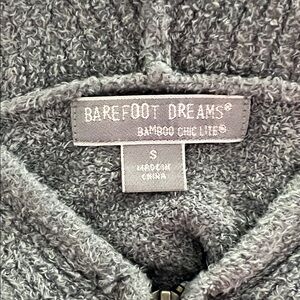 BAREFOOT DREAMS®
BAMBOO CHIC LITE®
S
MADE IN
CHINA